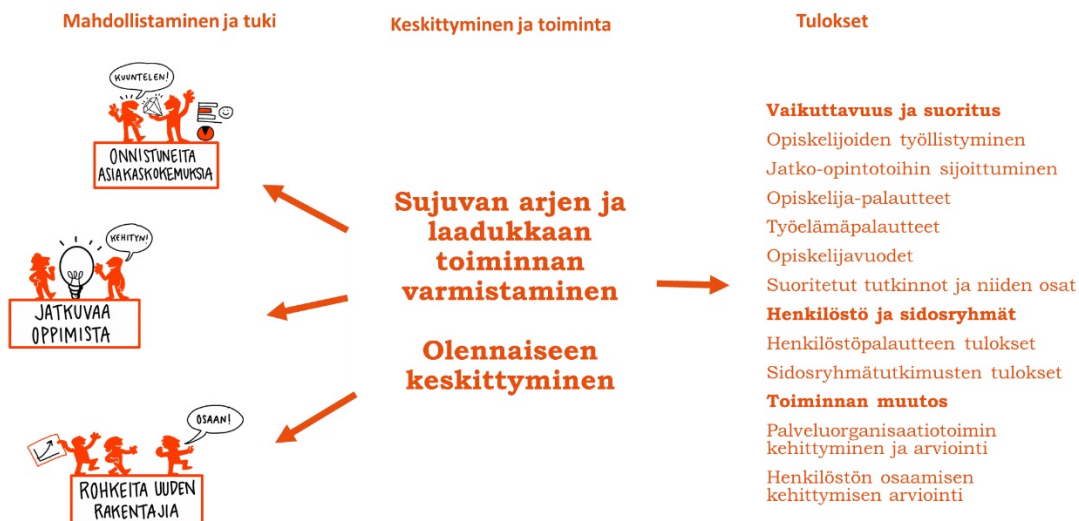 Mahdollistaminen ja tuki
KUUNTELEN!
ONNISTUNEITA
ASIAKASKOKEMUKSIA
KEHITYN!
JATKUVAA
OPPIMISTA
OSAAN!
ROHKEITA UUDEN
RAKENTAJIA
Keskittyminen ja toiminta
Sujuvan arjen ja
laadukkaan
toiminnan
varmistaminen
Olennaiseen
keskittyminen
Tulokset
Vaikuttavuus ja suoritus
Opiskelijoiden työllistyminen
Jatko-opintotoihin sijoittuminen
Opiskelija-palautteet
Työelämäpalautteet
Opiskelijavuodet
Suoritetut tutkinnot ja niiden osat
Henkilöstö ja sidosryhmät
Henkilöstöpalautteen tulokset
Sidosryhmätutkimusten tulokset
Toiminnan muutos
Palveluorganisaatiotoimin
kehittyminen ja arviointi
Henkilöstön osaamisen
kehittymisen arviointi